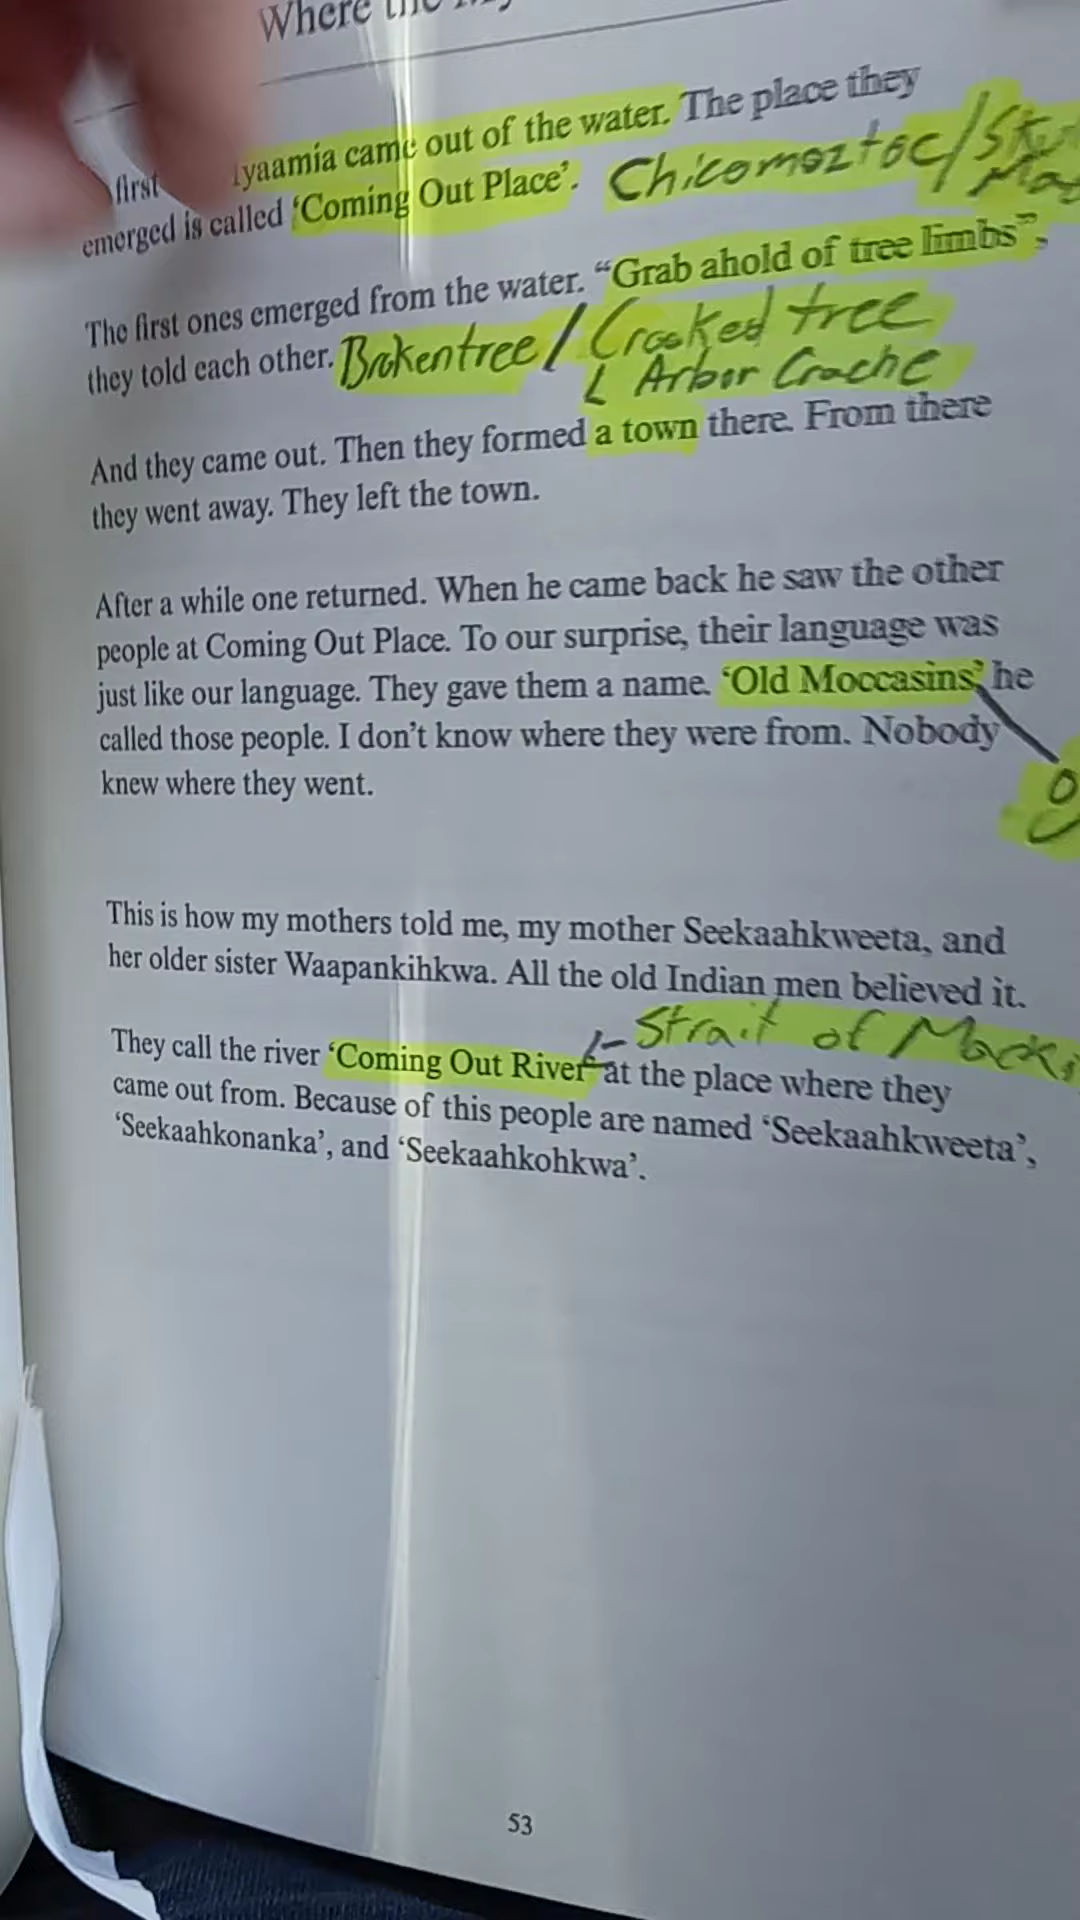 Where the
first yaamia came out of the water. The place they
emerged is called ‘Coming Out Place’. Chicomoztoc/
The first ones emerged from the water. “Grab ahold of tree limbs”,
they told each other. Brokentree / Crooked tree
L Arbor Croche
And they came out. Then they formed a town there. From there
they went away. They left the town.
After a while one returned. When he came back he saw the other
people at Coming Out Place. To our surprise, their language was
just like our language. They gave them a name. ‘Old Moccasins’ he
called those people. I don’t know where they were from. Nobody
knew where they went.
This is how my mothers told me, my mother Seekaahkweeta, and
her older sister Waapankihkwa. All the old Indian men believed it.
Strait of Mack
They call the river ‘Coming Out River’ at the place where they
came out from. Because of this people are named ‘Seekaahkweeta’,
‘Seekaahkonanka’, and ‘Seekaahkohkwa’.
53